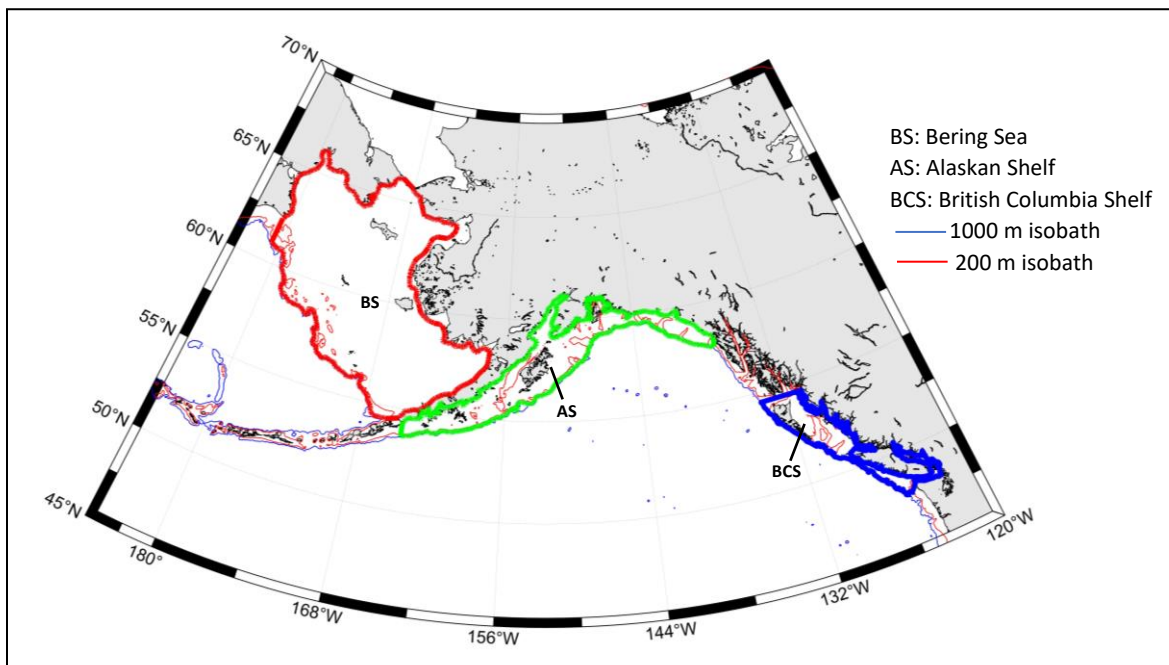 70°N
65°N
60°N
55°N
50°N
45°N
BS: Bering Sea
AS: Alaskan Shelf
BCS: British Columbia Shelf
1000 m isobath
200 m isobath
BS
AS
BCS
180°
168°W
156°W
144°W
132°W
120°W